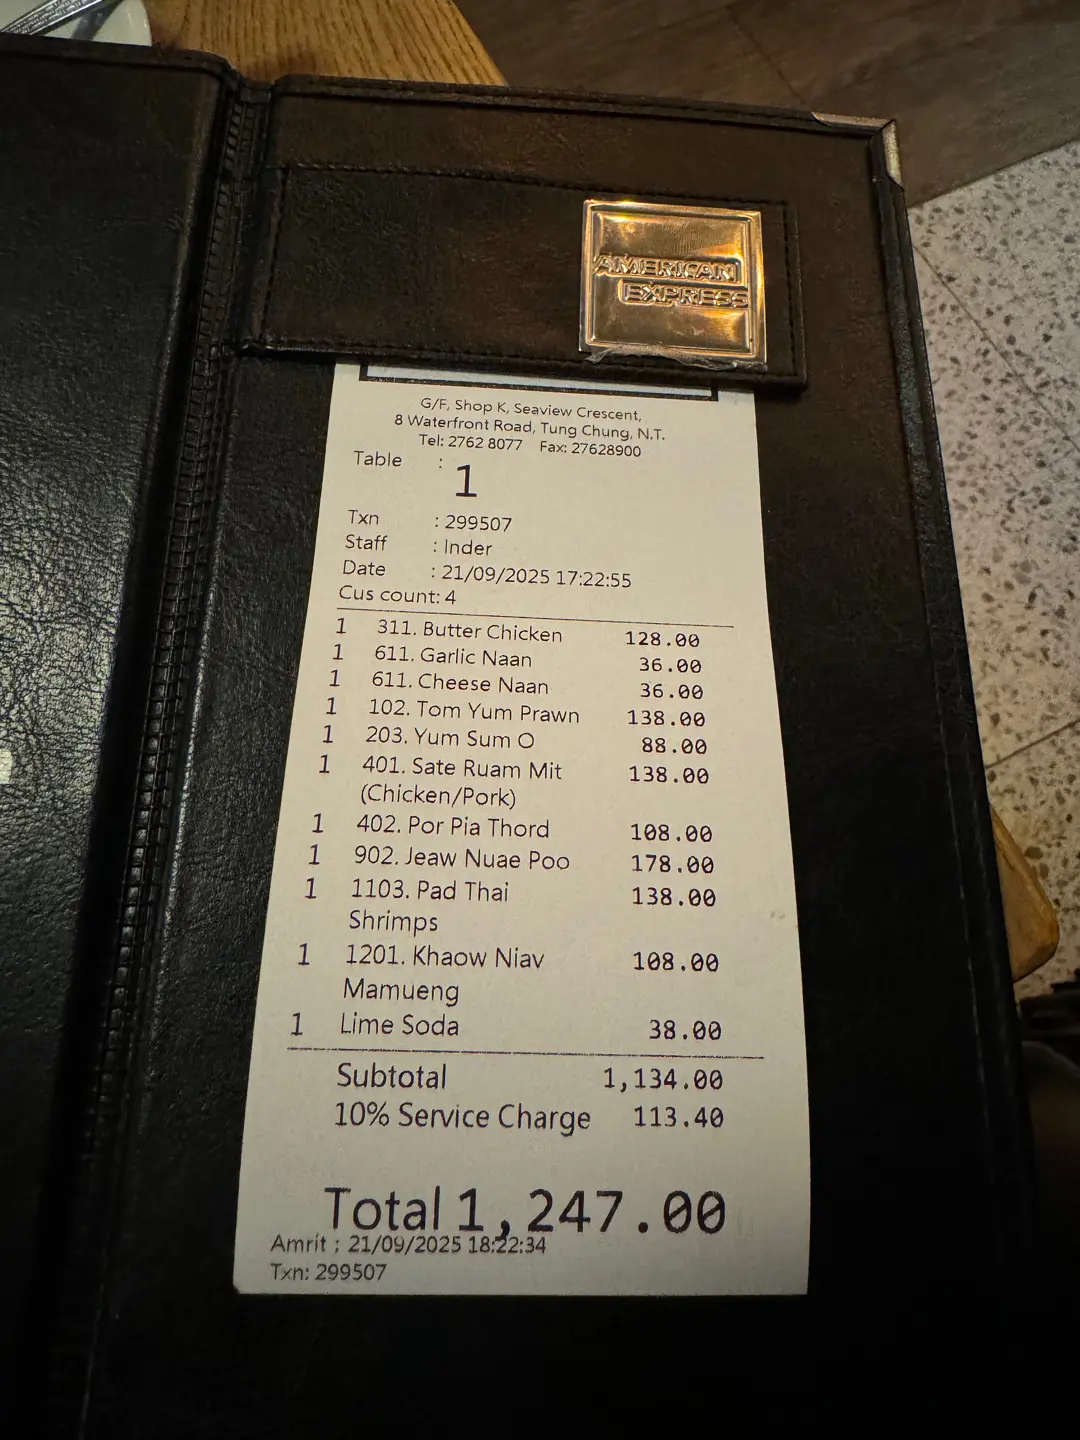 AMERICAN
EXPRESS
G/F, Shop K, Seaview Crescent,
8 Waterfront Road, Tung Chung, N.T.
Tel: 2762 8077 Fax: 27628900
Table : 1
Txn : 299507
Staff : Inder
Date : 21/09/2025 17:22:55
Cus count: 4
1 311. Butter Chicken 128.00
1 611. Garlic Naan 36.00
1 611. Cheese Naan 36.00
1 102. Tom Yum Prawn 138.00
1 203. Yum Sum O 88.00
1 401. Sate Ruam Mit 138.00
(Chicken/Pork)
1 402. Por Pia Thord 108.00
1 902. Jeaw Nuae Poo 178.00
1 1103. Pad Thai 138.00
Shrimps
1 1201. Khaow Niav 108.00
Mamueng
1 Lime Soda 38.00
Subtotal 1,134.00
10% Service Charge 113.40
Total 1,247.00
Amrit : 21/09/2025 18:22:34
Txn: 299507